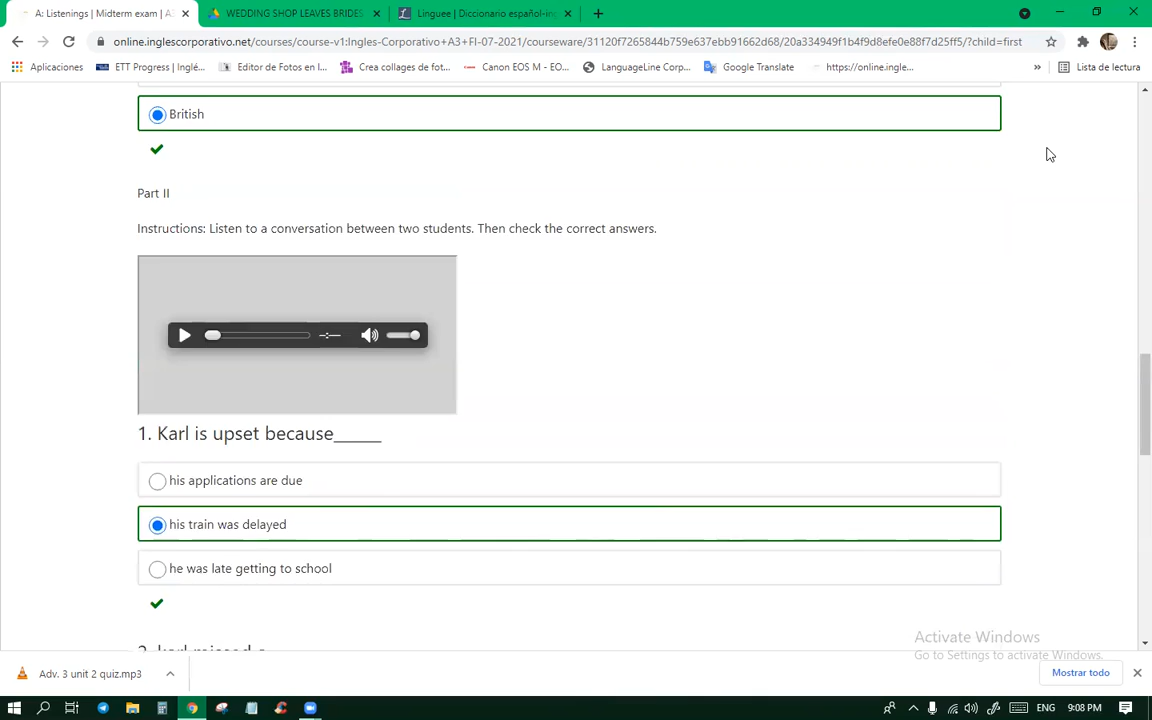 A: Listenings | Midterm exam | A3
WEDDING SHOP LEAVES BRIDES
Linguee | Diccionario español-in
online.inglescorporativo.net/courses/course-v1:Ingles-Corporativo+A3+FI-07-2021/courseware/31120f7265844b759e637ebb91662d68/20a334949f1b4f9d8efe0e88f7d25ff5/?child=first
Aplicaciones
ETT Progress | Inglé...
Editor de Fotos en l...
Crea collages de fot...
Canon EOS M - EO...
LanguageLine Corp...
Google Translate
https://online.ingle...
»
Lista de lectura
British
Part II
Instructions: Listen to a conversation between two students. Then check the correct answers.
--:--
1. Karl is upset because______
his applications are due
his train was delayed
he was late getting to school
2. karl missed a
Activate Windows
Go to Settings to activate Windows.
Adv. 3 unit 2 quiz.mp3
Mostrar todo
ENG
9:08 PM